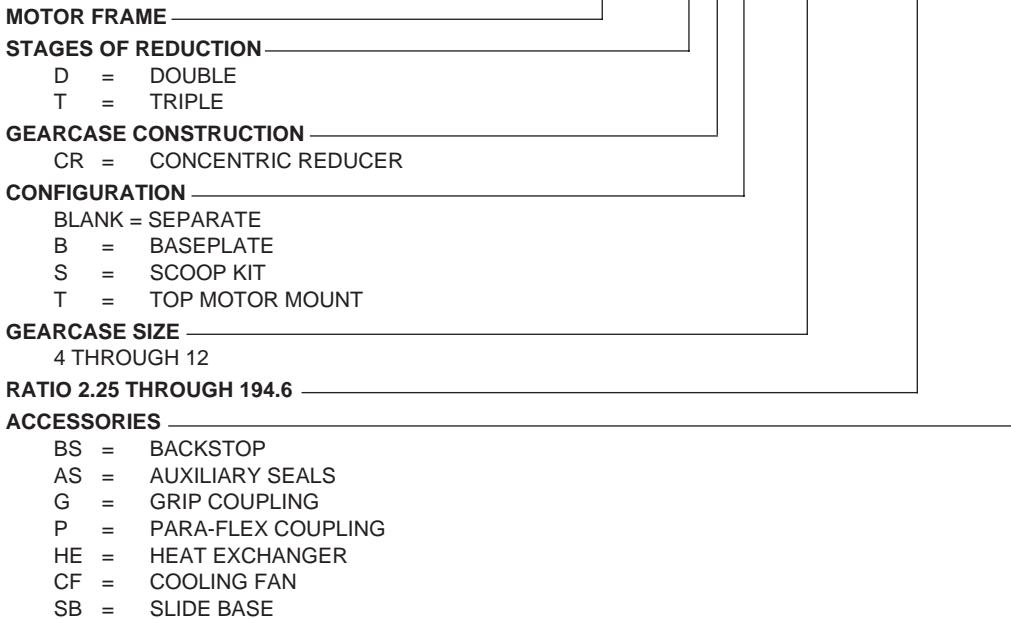 MOTOR FRAME
STAGES OF REDUCTION
D = DOUBLE
T = TRIPLE
GEARCASE CONSTRUCTION
CR = CONCENTRIC REDUCER
CONFIGURATION
BLANK = SEPARATE
B = BASEPLATE
S = SCOOP KIT
T = TOP MOTOR MOUNT
GEARCASE SIZE
4 THROUGH 12
RATIO 2.25 THROUGH 194.6
ACCESSORIES
BS = BACKSTOP
AS = AUXILIARY SEALS
G = GRIP COUPLING
P = PARA-FLEX COUPLING
HE = HEAT EXCHANGER
CF = COOLING FAN
SB = SLIDE BASE